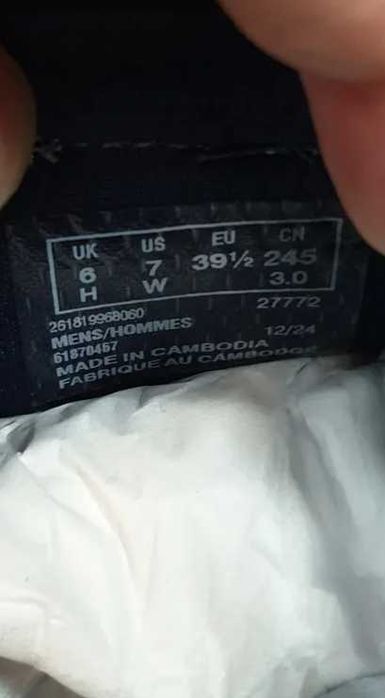 UK US EU CN
6 7 39½ 245
H W 3.0
261819968060 27772
MENS/HOMMES 12/24
61870457
MADE IN CAMBODIA
FABRIQUE AU CAMBODGE